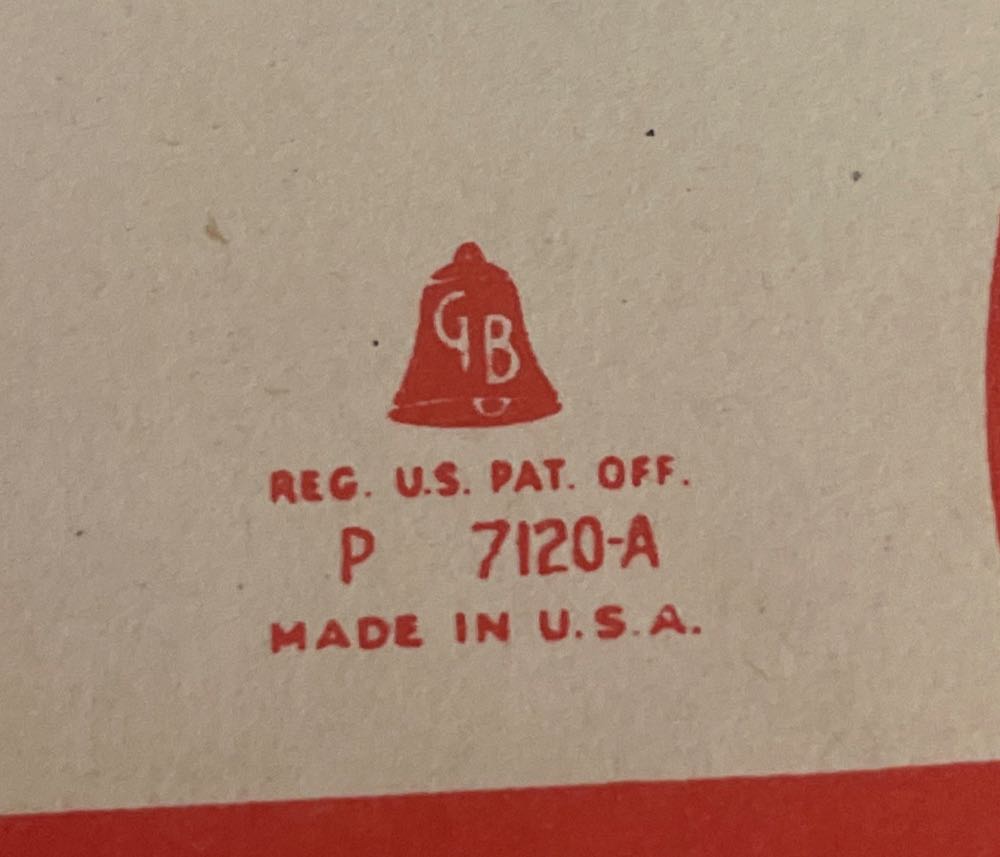 GB
REG. U.S. PAT. OFF.
P 7120-A
MADE IN U.S.A.